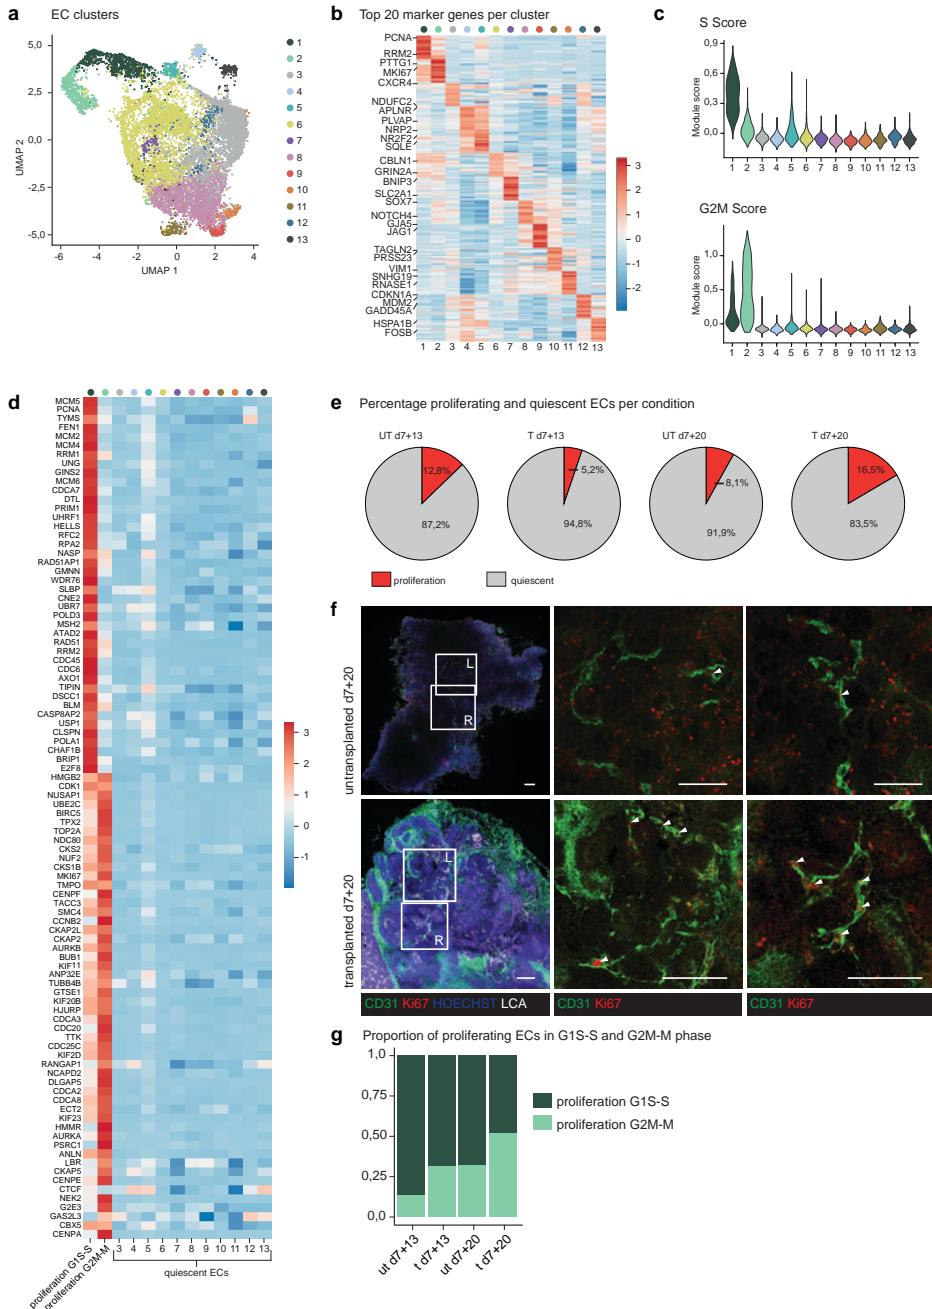 a EC clusters
5,0
2,5
0.0
-2,5
-5,0
UMAP 2
-6 -4 -2 0 2 4
UMAP 1
1
2
3
4
5
6
7
8
9
10
11
12
13
b Top 20 marker genes per cluster
PCNA
RRM2
PTTG1
MKI67
CXCR4
NDUFC2
APLNR
PLVAP
NRP2
NR2F2
SQLE
CBLN1
GRIN2A
BNIP3
SLC2A1
SOX7
NOTCH4
GJA5
JAG1
TAGLN2
PRSS23
VIM1
SNHG19
RNASE1
CDKN1A
MDM2
GADD45A
HSPA1B
FOSB
1 2 3 4 5 6 7 8 9 10 11 12 13
3
2
1
0
-1
-2
c
S Score
0,9
0,6
0,3
0,0
Module score
1 2 3 4 5 6 7 8 9 10 11 12 13
G2M Score
1,0
0,5
0,0
Module score
1 2 3 4 5 6 7 8 9 10 11 12 13
d
MCM5
PCNA
TYMS
FEN1
MCM2
MCM4
RRM1
UNG
GINS2
MCM6
CDCA7
DTL
PRIM1
UHRF1
HELLS
RFC2
RPA2
NASP
RAD51AP1
GMNN
WDR76
SLBP
CNE2
UBR7
POLD3
MSH2
ATAD2
RAD51
RRM2
CDC45
CDC6
AXO1
TIPIN
DSCC1
BLM
CASP8AP2
USP1
CLSPN
POLA1
CHAF1B
BRIP1
E2F8
HMGB2
CDK1
NUSAP1
UBE2C
BIRC5
TPX2
TOP2A
NDC80
CKS2
NUF2
CKS1B
MKI67
TMPO
CENPF
TACC3
SMC4
CCNB2
CKAP2L
CKAP2
AURKB
BUB1
KIF11
ANP32E
TUBB4B
GTSE1
KIF20B
HJURP
CDCA3
CDC20
TTK
CDC25C
KIF2D
RANGAP1
NCAPD2
DLGAP5
CDCA2
CDCA8
ECT2
KIF23
HMMR
AURKA
PSRC1
ANLN
LBR
CKAP5
CENPE
CTCF
NEK2
G2E3
GAS2L3
CBX5
CENPA
proliferation G1S-S
proliferation G2M-M
3 4 5 6 7 8 9 10 11 12 13
quiescent ECs
3
2
1
0
-1
e Percentage proliferating and quiescent ECs per condition
UT d7+13
12,8%
87,2%
T d7+13
5,2%
94,8%
UT d7+20
8,1%
91,9%
T d7+20
16,5%
83,5%
proliferation
quiescent
f
untransplanted d7+20
L
R
transplanted d7+20
L
R
CD31 Ki67 HOECHST LCA
CD31 Ki67
CD31 Ki67
g Proportion of proliferating ECs in G1S-S and G2M-M phase
1,0
0,75
0,50
0,25
0,0
ut d7+13
t d7+13
ut d7+20
t d7+20
proliferation G1S-S
proliferation G2M-M